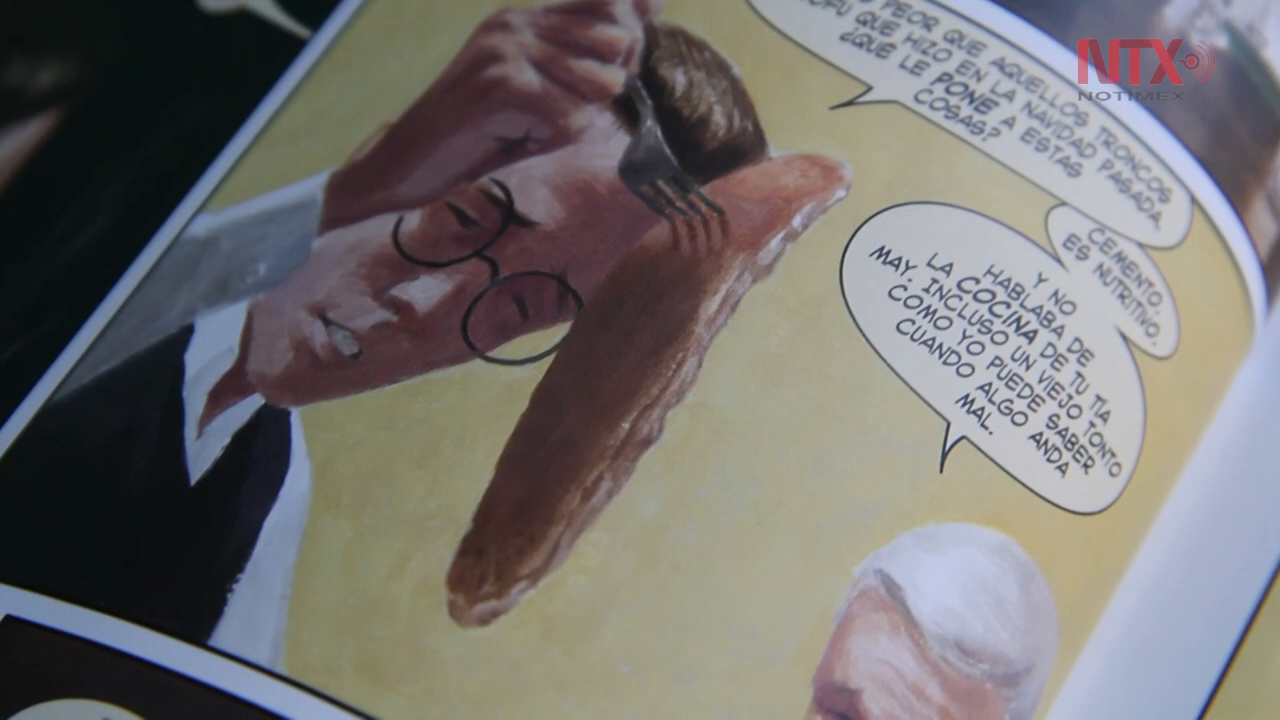 PEOR QUE AQUELLOS TRONCOS
QUE HIZO EN LA NAVIDAD PASADA.
¿QUÉ LE PONE A ESTAS
COSAS?
CEMENTO.
ES NUTRITIVO.
Y NO
HABLABA DE
LA COCINA DE TU TÍA
MAY. INCLUSO UN VIEJO TONTO
COMO YO PUEDE SABER
CUANDO ALGO ANDA
MAL.
NTX
NOTIMEX